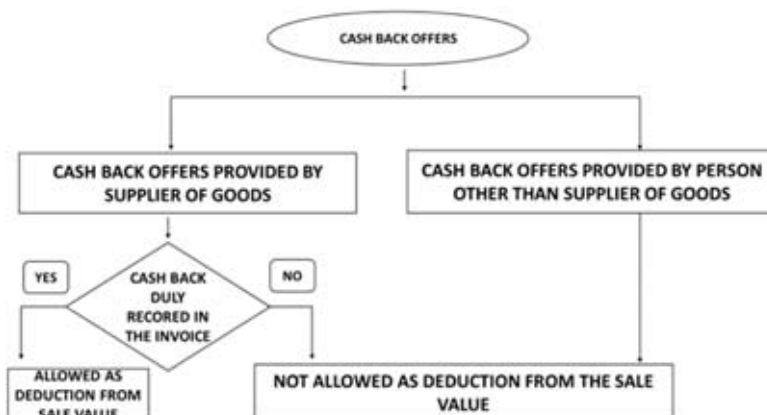 CASH BACK OFFERS
CASH BACK OFFERS PROVIDED BY
SUPPLIER OF GOODS
CASH BACK OFFERS PROVIDED BY PERSON
OTHER THAN SUPPLIER OF GOODS
YES
CASH BACK
DULY
RECORED IN
THE INVOICE
NO
ALLOWED AS
DEDUCTION FROM
SALE VALUE
NOT ALLOWED AS DEDUCTION FROM THE SALE
VALUE